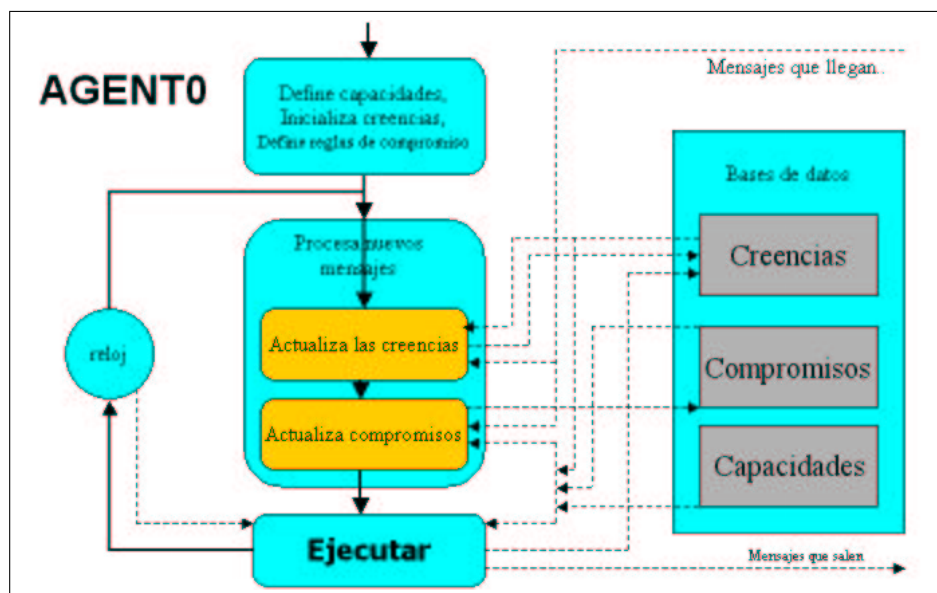 AGENT0
Define capacidades,
Inicializa creencias,
Define reglas de compromiso
Mensajes que llegan..
Bases de datos
Procesa nuevos
mensajes
Creencias
Actualiza las creencias
reloj
Compromisos
Actualiza compromisos
Capacidades
Ejecutar
Mensajes que salen